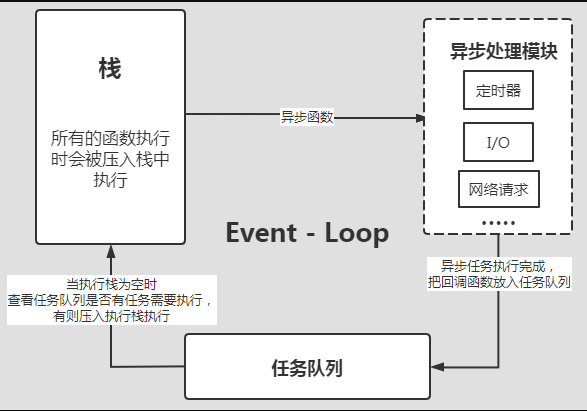 栈
所有的函数执行
时会被压入栈中
执行
异步函数
异步处理模块
定时器
I/O
网络请求
•••••
Event - Loop
当执行栈为空时
查看任务队列是否有任务需要执行，
有则压入执行栈执行
异步任务执行完成，
把回调函数放入任务队列
任务队列